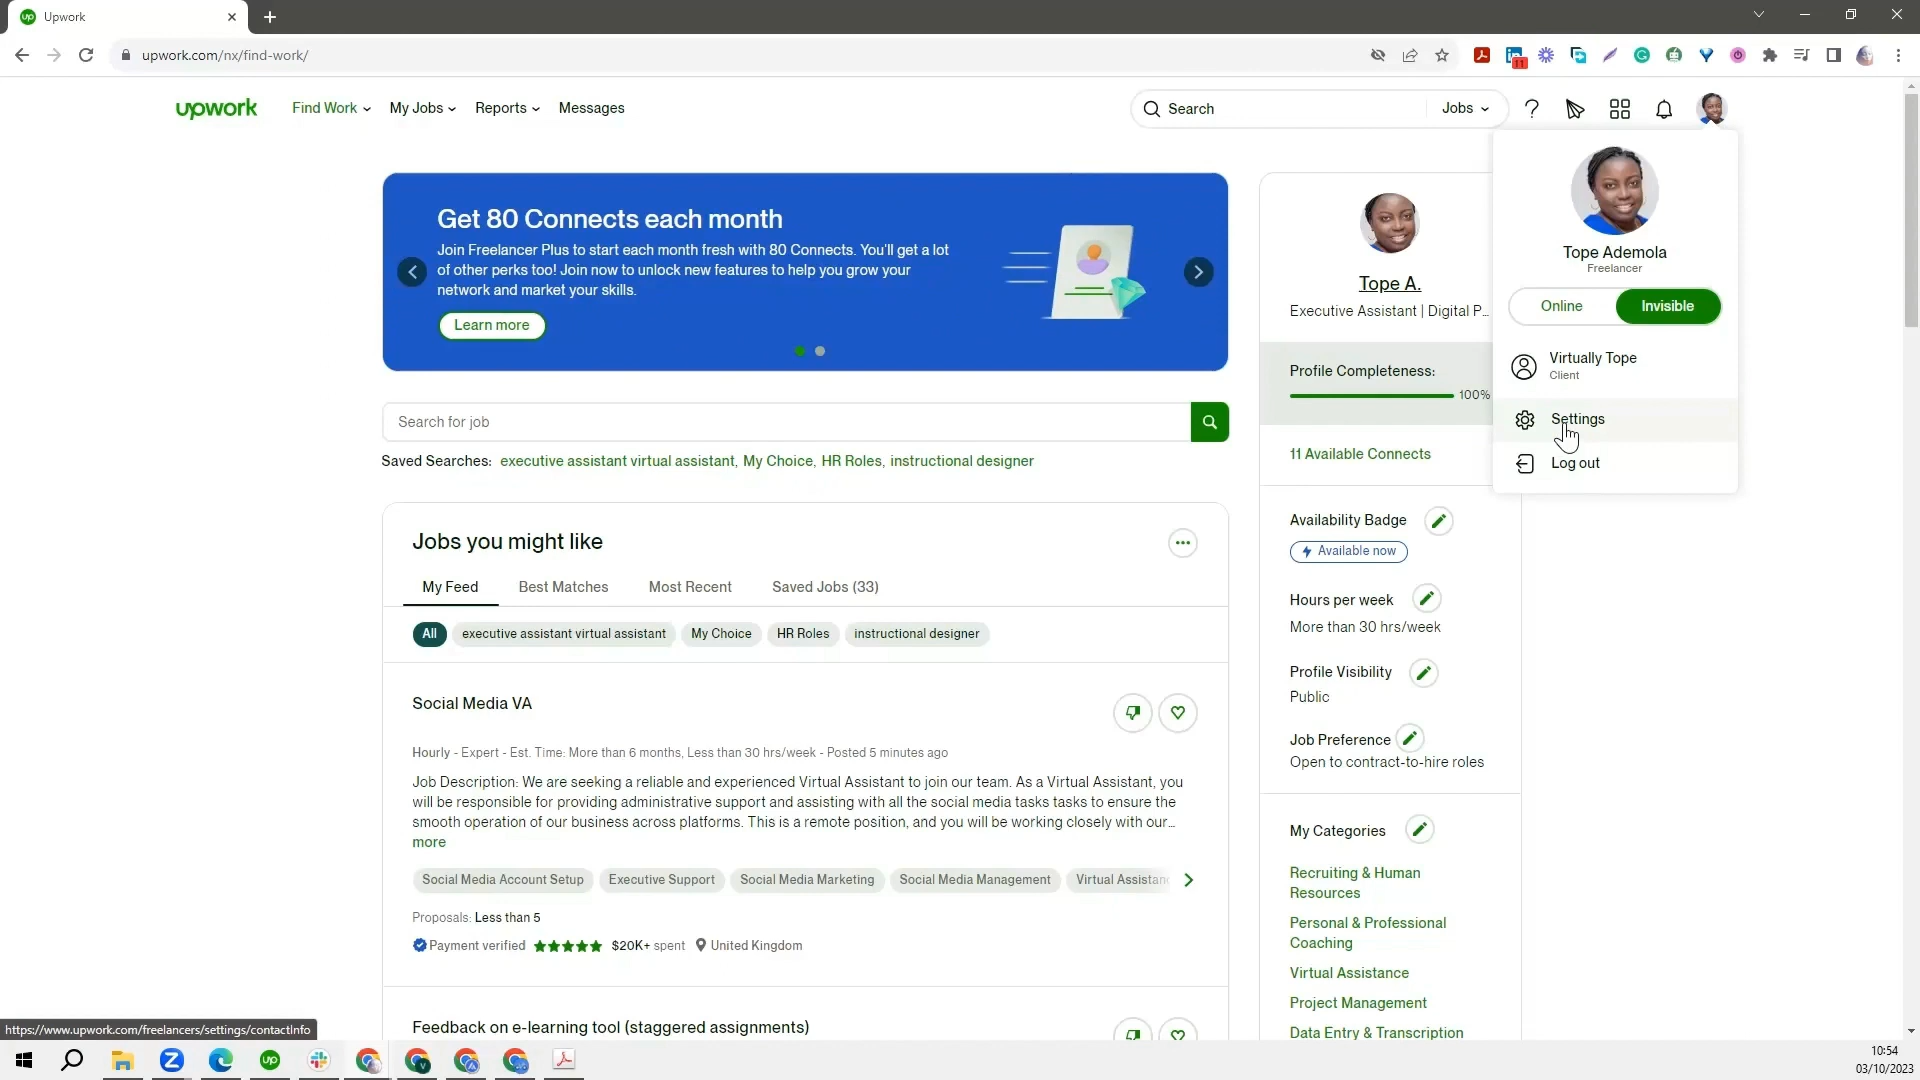 Upwork
upwork.com/nx/find-work/
11
upwork
Find Work
My Jobs
Reports
Messages
Search
Jobs
Get 80 Connects each month
Join Freelancer Plus to start each month fresh with 80 Connects. You'll get a lot
of other perks too! Join now to unlock new features to help you grow your
network and market your skills.
Learn more
Search for job
Saved Searches: executive assistant virtual assistant, My Choice, HR Roles, instructional designer
Jobs you might like
My Feed
Best Matches
Most Recent
Saved Jobs (33)
All
executive assistant virtual assistant
My Choice
HR Roles
instructional designer
Social Media VA
Hourly - Expert - Est. Time: More than 6 months, Less than 30 hrs/week - Posted 5 minutes ago
Job Description: We are seeking a reliable and experienced Virtual Assistant to join our team. As a Virtual Assistant, you
will be responsible for providing administrative support and assisting with all the social media tasks tasks to ensure the
smooth operation of our business across platforms. This is a remote position, and you will be working closely with our...
more
Social Media Account Setup
Executive Support
Social Media Marketing
Social Media Management
Virtual Assistanc
Proposals: Less than 5
Payment verified
$20K+ spent
United Kingdom
Feedback on e-learning tool (staggered assignments)
Tope A.
Executive Assistant | Digital P...
Profile Completeness:
100%
11 Available Connects
Availability Badge
Available now
Hours per week
More than 30 hrs/week
Profile Visibility
Public
Job Preference
Open to contract-to-hire roles
My Categories
Recruiting & Human
Resources
Personal & Professional
Coaching
Virtual Assistance
Project Management
Data Entry & Transcription
Tope Ademola
Freelancer
Online
Invisible
Virtually Tope
Client
Settings
Log out
https://www.upwork.com/freelancers/settings/contactInfo
10:54
03/10/2023